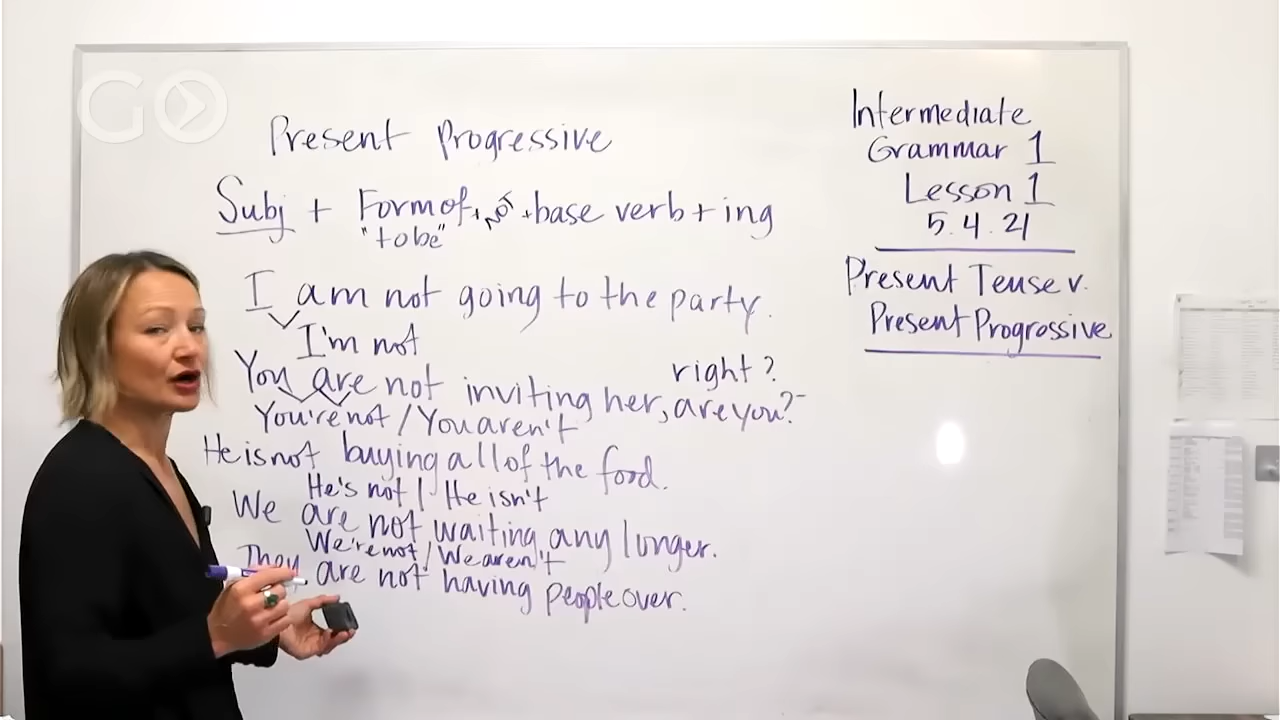 GO
Present Progressive
Subj + Form of + NOT + base verb + ing
"to be"
I am not going to the party.
I'm not
right?
You are not inviting her, are you?
You're not / You aren't
He is not buying all of the food.
He's not / He isn't
We are not waiting any longer.
We're not / We aren't
They are not having people over.
Intermediate
Grammar 1
Lesson 1
5.4.21
Present Tense v.
Present Progressive